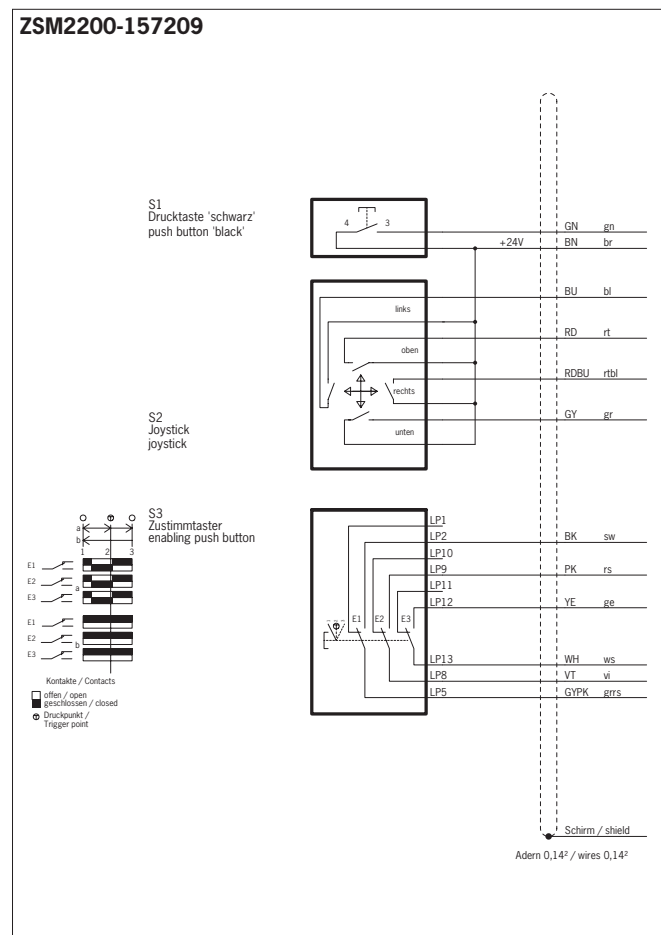 ZSM2200-157209
S1
Drucktaste 'schwarz'
push button 'black'
4 3
GN gn
+24V BN br
BU bl
links
RD rt
oben
RDBU rtbl
rechts
GY gr
unten
S2
Joystick
joystick
S3
Zustimmtaster
enabling push button
a
b
1 2 3
E1
E2
a
E3
E1
E2
b
E3
Kontakte / Contacts
offen / open
geschlossen / closed
Druckpunkt /
Trigger point
LP1
LP2 BK sw
LP10
LP9 PK rs
LP11
LP12 YE ge
E1 E2 E3
LP13 WH ws
LP8 VT vi
LP5 GYPK grrs
Schirm / shield
Adern 0,14² / wires 0,14²